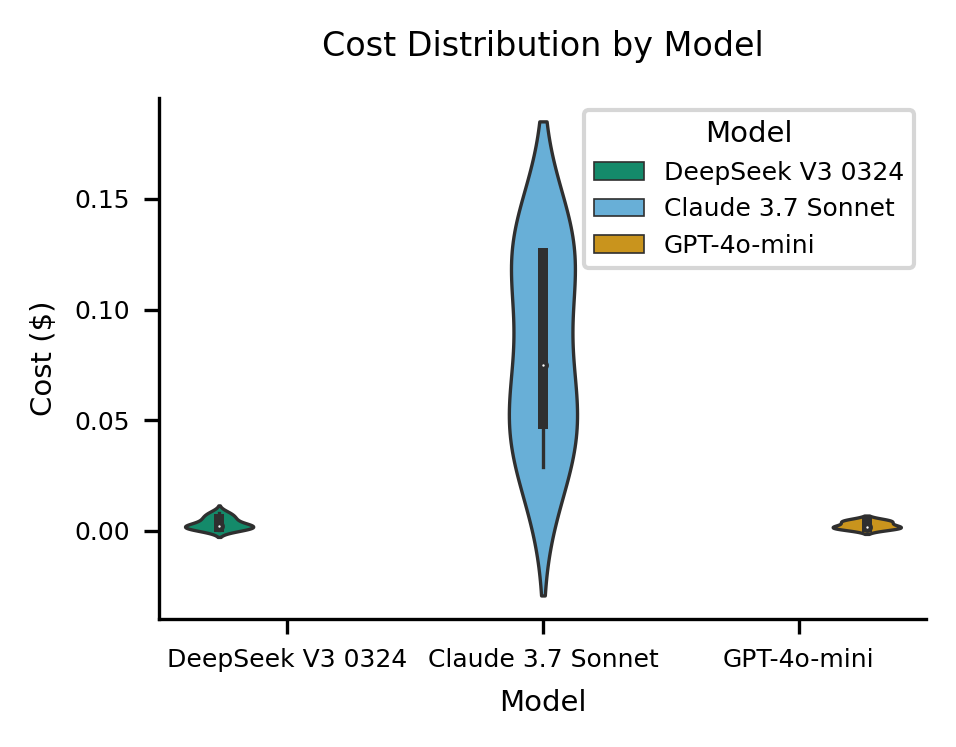 Cost Distribution by Model
Model
DeepSeek V3 0324
Claude 3.7 Sonnet
GPT-4o-mini
Cost ($)
0.15
0.10
0.05
0.00
DeepSeek V3 0324 Claude 3.7 Sonnet GPT-4o-mini
Model